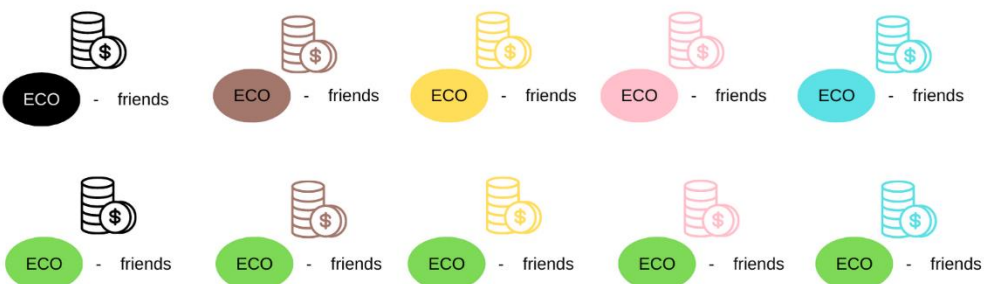 $ $ $ $ $
ECO - friends ECO - friends ECO - friends ECO - friends ECO - friends
$ $ $ $ $
ECO - friends ECO - friends ECO - friends ECO - friends ECO - friends